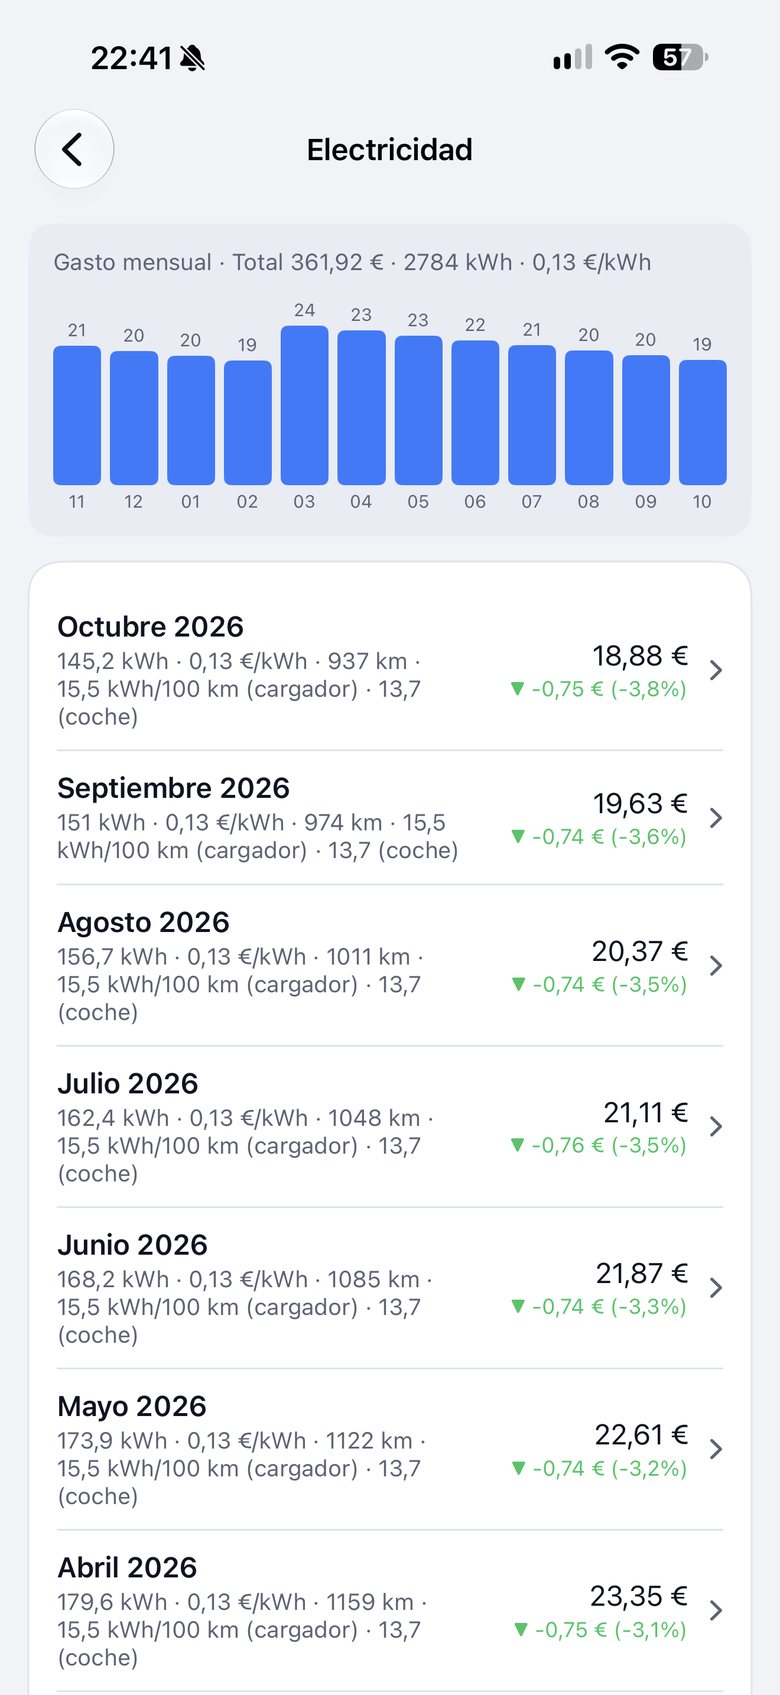 22:41
57
Electricidad
Gasto mensual · Total 361,92 € · 2784 kWh · 0,13 €/kWh
21 20 20 19 24 23 23 22 21 20 20 19
11 12 01 02 03 04 05 06 07 08 09 10
Octubre 2026
145,2 kWh · 0,13 €/kWh · 937 km ·
15,5 kWh/100 km (cargador) · 13,7
(coche)
18,88 €
▼ -0,75 € (-3,8%)
Septiembre 2026
151 kWh · 0,13 €/kWh · 974 km · 15,5
kWh/100 km (cargador) · 13,7 (coche)
19,63 €
▼ -0,74 € (-3,6%)
Agosto 2026
156,7 kWh · 0,13 €/kWh · 1011 km ·
15,5 kWh/100 km (cargador) · 13,7
(coche)
20,37 €
▼ -0,74 € (-3,5%)
Julio 2026
162,4 kWh · 0,13 €/kWh · 1048 km ·
15,5 kWh/100 km (cargador) · 13,7
(coche)
21,11 €
▼ -0,76 € (-3,5%)
Junio 2026
168,2 kWh · 0,13 €/kWh · 1085 km ·
15,5 kWh/100 km (cargador) · 13,7
(coche)
21,87 €
▼ -0,74 € (-3,3%)
Mayo 2026
173,9 kWh · 0,13 €/kWh · 1122 km ·
15,5 kWh/100 km (cargador) · 13,7
(coche)
22,61 €
▼ -0,74 € (-3,2%)
Abril 2026
179,6 kWh · 0,13 €/kWh · 1159 km ·
15,5 kWh/100 km (cargador) · 13,7
(coche)
23,35 €
▼ -0,75 € (-3,1%)